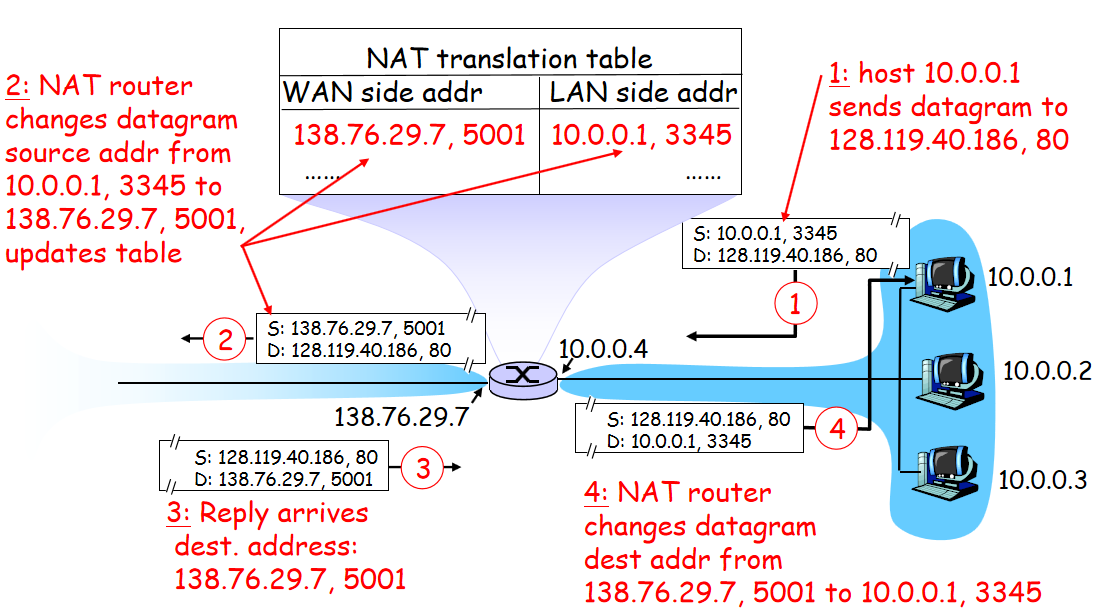 NAT translation table
WAN side addr LAN side addr
138.76.29.7, 5001 10.0.0.1, 3345
...... ......
2: NAT router
changes datagram
source addr from
10.0.0.1, 3345 to
138.76.29.7, 5001,
updates table
1: host 10.0.0.1
sends datagram to
128.119.40.186, 80
S: 10.0.0.1, 3345
D: 128.119.40.186, 80
1
10.0.0.1
S: 138.76.29.7, 5001
D: 128.119.40.186, 80
2
10.0.0.4
10.0.0.2
138.76.29.7
S: 128.119.40.186, 80
D: 10.0.0.1, 3345
4
S: 128.119.40.186, 80
D: 138.76.29.7, 5001
3
10.0.0.3
3: Reply arrives
dest. address:
138.76.29.7, 5001
4: NAT router
changes datagram
dest addr from
138.76.29.7, 5001 to 10.0.0.1, 3345